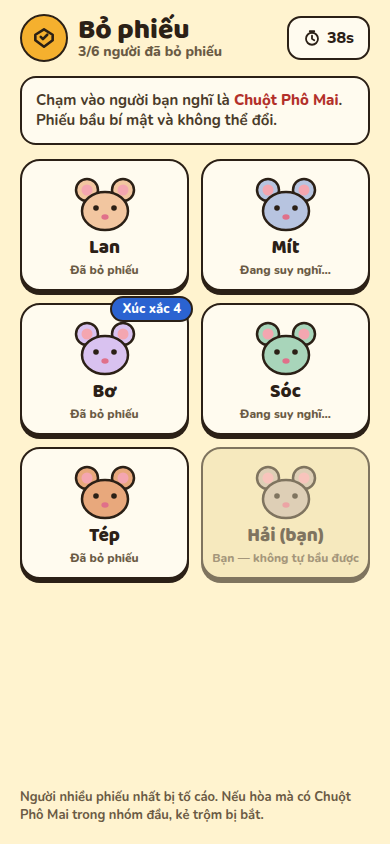 Bỏ phiếu
3/6 người đã bỏ phiếu
38s
Chạm vào người bạn nghĩ là Chuột Phô Mai.
Phiếu bầu bí mật và không thể đổi.
Lan
Đã bỏ phiếu
Mít
Đang suy nghĩ...
Xúc xắc 4
Bơ
Đã bỏ phiếu
Sóc
Đang suy nghĩ...
Tép
Đã bỏ phiếu
Hải (bạn)
Bạn — không tự bầu được
Người nhiều phiếu nhất bị tố cáo. Nếu hòa mà có Chuột
Phô Mai trong nhóm đầu, kẻ trộm bị bắt.